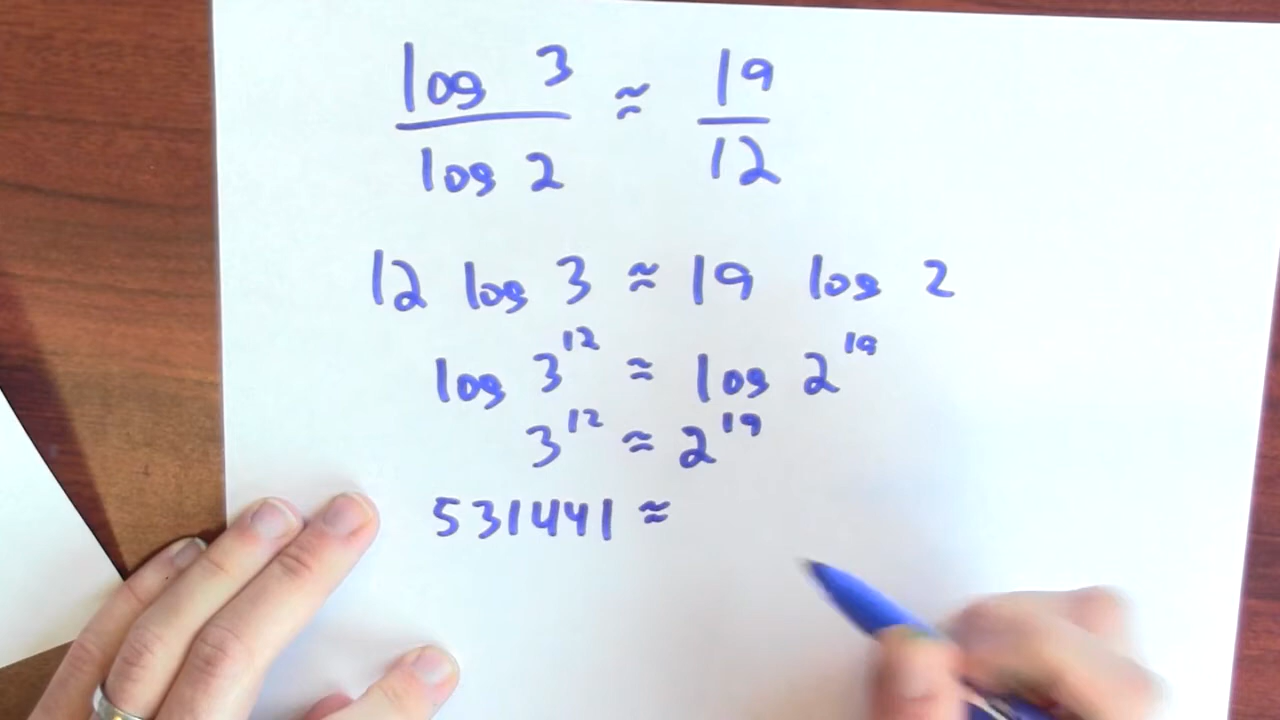 log 3 / log 2 ≈ 19 / 12
12 log 3 ≈ 19 log 2
log 3^12 ≈ log 2^19
3^12 ≈ 2^19
531441 ≈